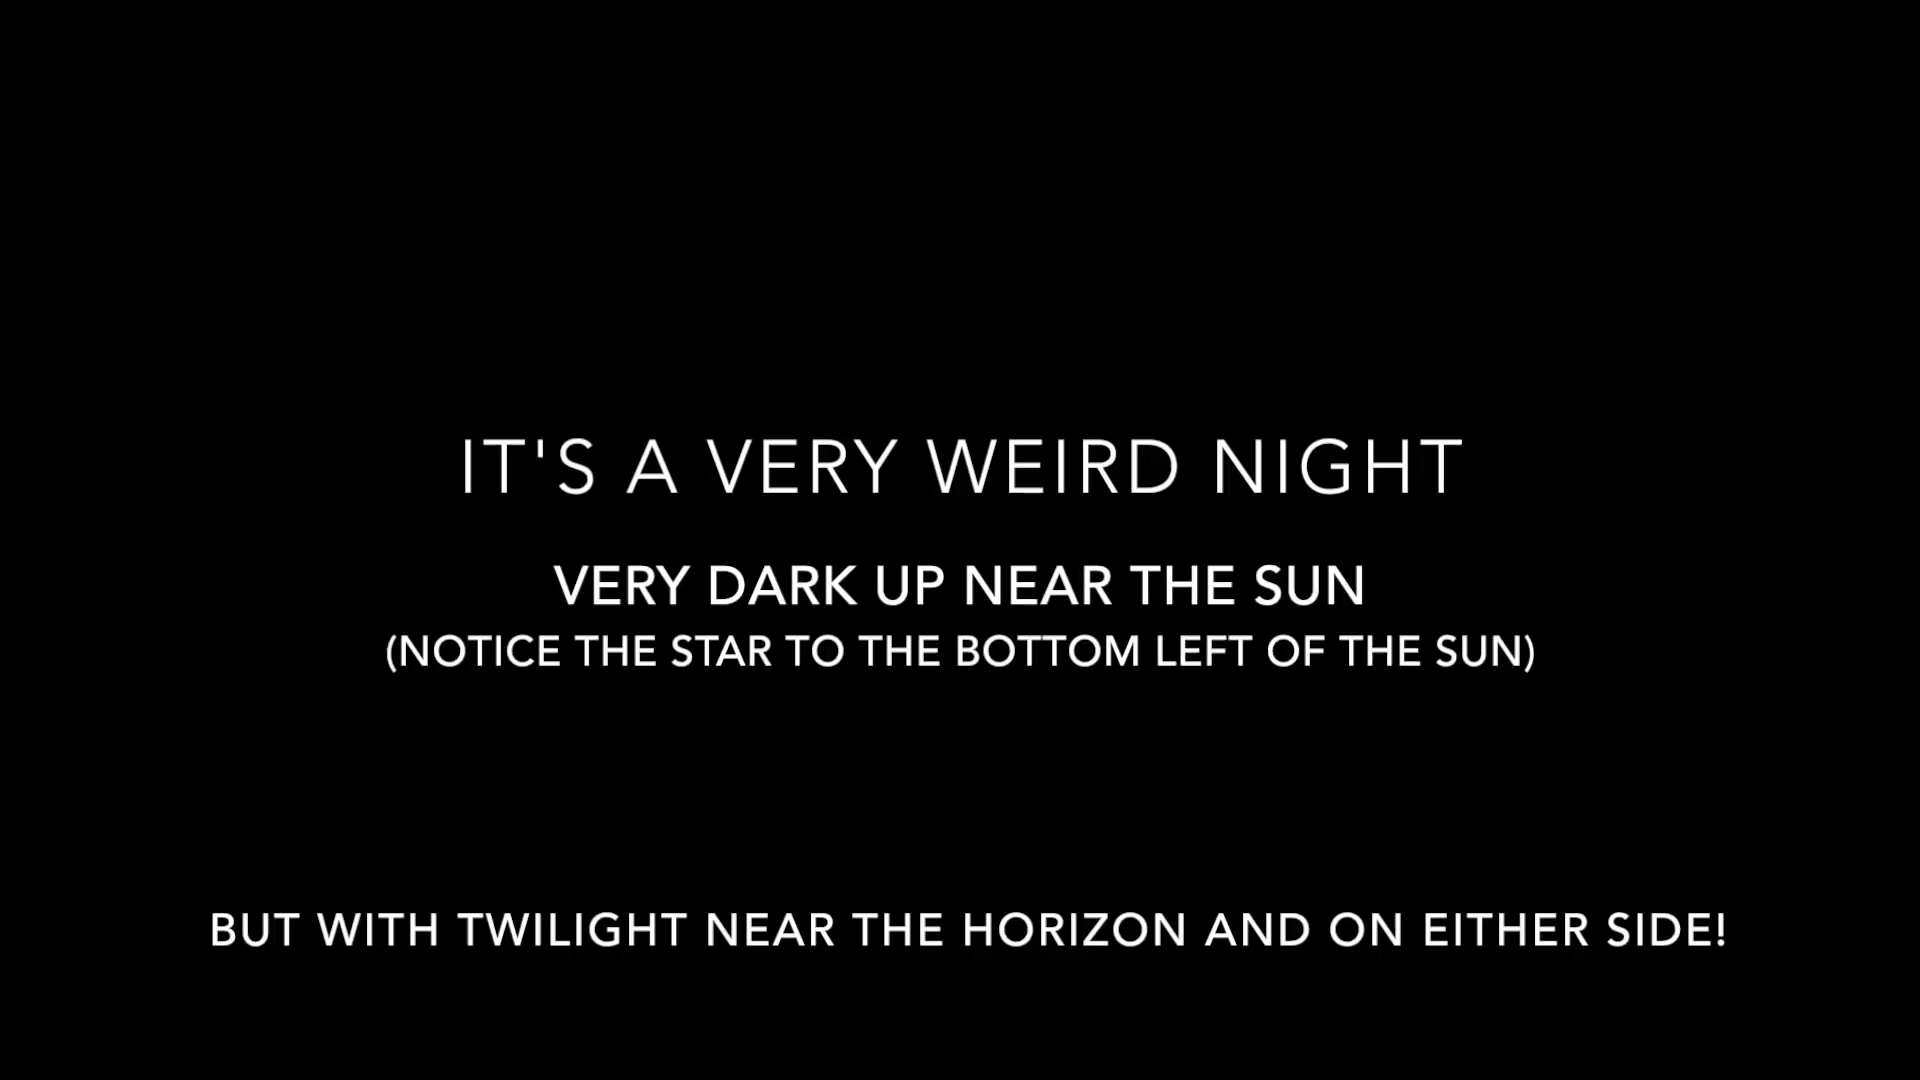 IT'S A VERY WEIRD NIGHT
VERY DARK UP NEAR THE SUN
(NOTICE THE STAR TO THE BOTTOM LEFT OF THE SUN)
BUT WITH TWILIGHT NEAR THE HORIZON AND ON EITHER SIDE!